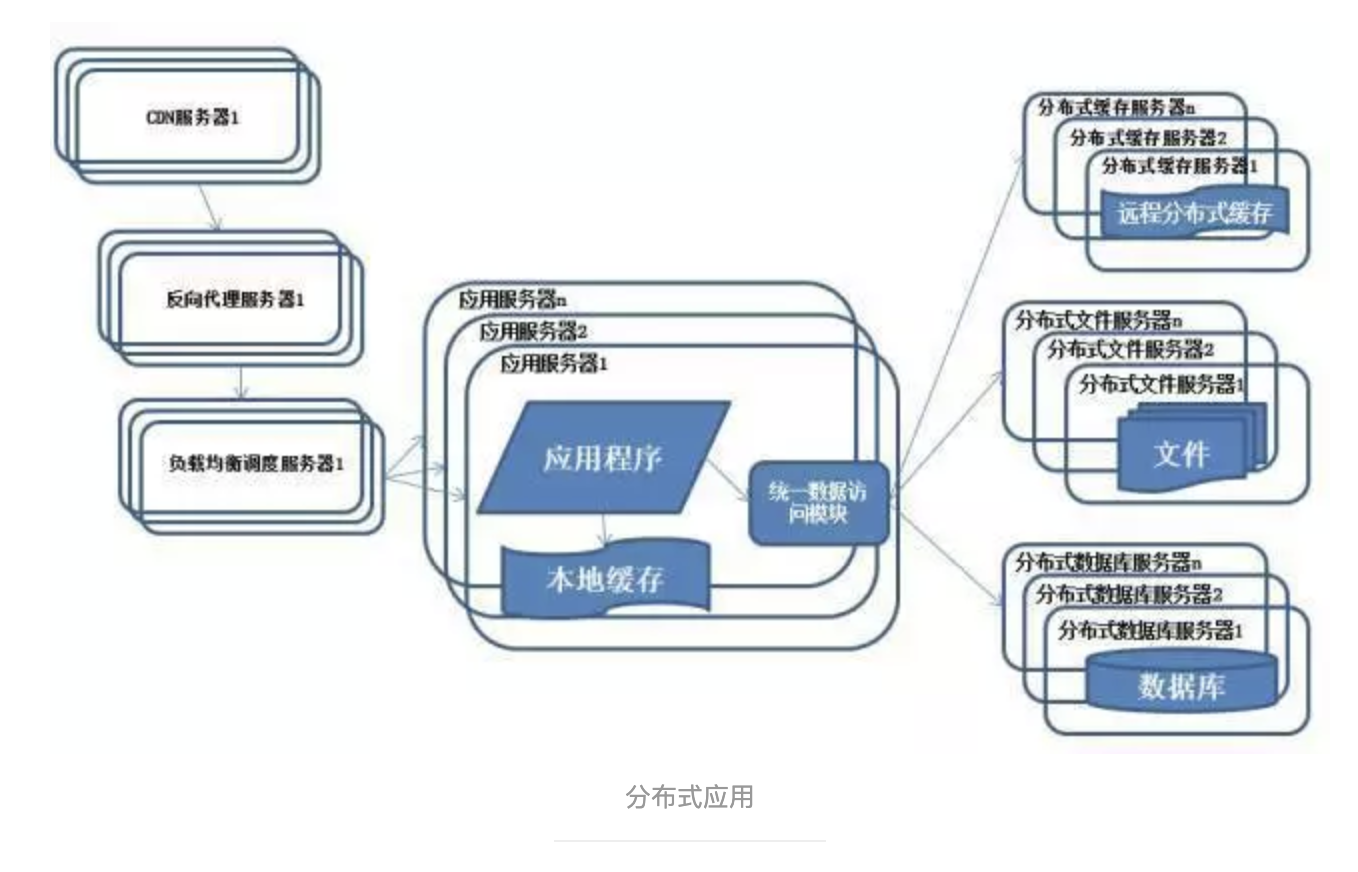 CDN服务器1
反向代理服务器1
负载均衡调度服务器1
应用服务器n
应用服务器2
应用服务器1
应用程序
本地缓存
统一数据访
问模块
分布式缓存服务器n
分布式缓存服务器2
分布式缓存服务器1
远程分布式缓存
分布式文件服务器n
分布式文件服务器2
分布式文件服务器1
文件
分布式数据库服务器n
分布式数据库服务器2
分布式数据库服务器1
数据库
分布式应用